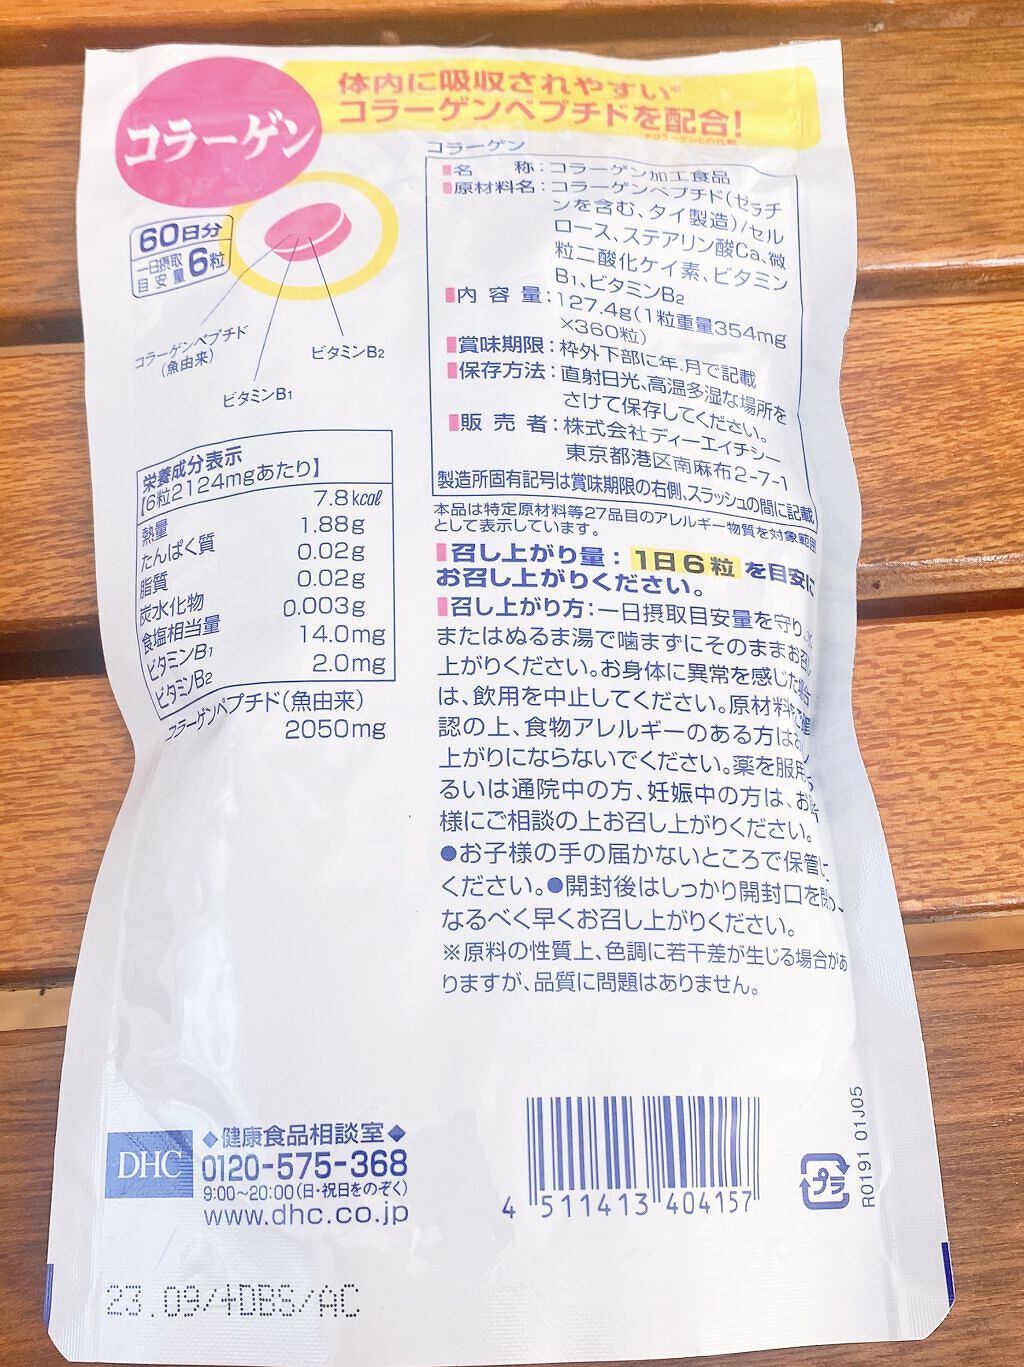 コラーゲン
体内に吸収されやすい※
コラーゲンペプチドを配合!
60日分
一日摂取
目安量 6粒
コラーゲンペプチド
(魚由来)
ビタミンB1
ビタミンB2
栄養成分表示
【6粒2124mgあたり】
熱量 7.8kcal
たんぱく質 1.88g
脂質 0.02g
炭水化物 0.02g
食塩相当量 0.003g
ビタミンB1 14.0mg
ビタミンB2 2.0mg
コラーゲンペプチド(魚由来)
2050mg
コラーゲン
名 称:コラーゲン加工食品
原材料名:コラーゲンペプチド(ゼラチ
ンを含む、タイ製造)/セル
ロース、ステアリン酸Ca、微
粒二酸化ケイ素、ビタミン
B1、ビタミンB2
内容量:127.4g(1粒重量354mg
×360粒)
賞味期限:枠外下部に年.月で記載
保存方法:直射日光、高温多湿な場所を
さけて保存してください。
販売者:株式会社ディーエイチシー
東京都港区南麻布2-7-1
製造所固有記号は賞味期限の右側、スラッシュの間に記載
本品は特定原材料等27品目のアレルギー物質を対象範囲
として表示しています。
召し上がり量:1日6粒を目安に
お召し上がりください。
召し上がり方:一日摂取目安量を守り、
またはぬるま湯で噛まずにそのままお召
上がりください。お身体に異常を感じた場合
は、飲用を中止してください。原材料をご確
認の上、食物アレルギーのある方はお
上がりにならないでください。薬を服用
るいは通院中の方、妊娠中の方は、お
様にご相談の上お召し上がりください。
●お子様の手の届かないところで保管し
ください。●開封後はしっかり開封口を閉め、
なるべく早くお召し上がりください。
※原料の性質上、色調に若干差が生じる場合があ
りますが、品質に問題はありません。
DHC
◆健康食品相談室◆
0120-575-368
9:00~20:00(日・祝日をのぞく)
www.dhc.co.jp
4 511413 404157
プラ
R0191 01J05
23.09/+DBS/AC